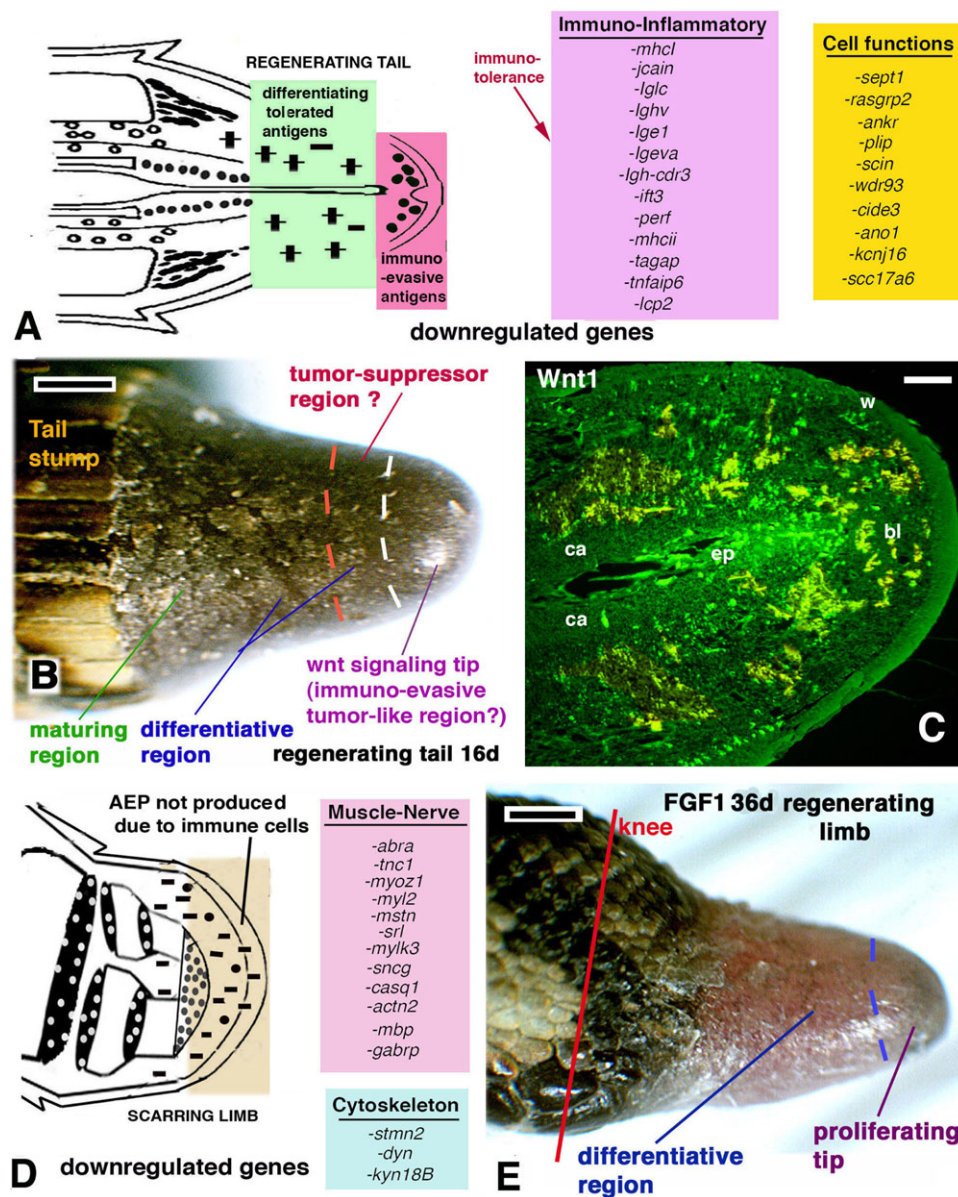 REGENERATING TAIL
differentiating
tolerated
antigens
immuno
-evasive
antigens
A
immuno-
tolerance
Immuno-Inflammatory
-mhcI
-jcain
-Iglc
-Ighv
-Ige1
-Igeva
-Igh-cdr3
-ift3
-perf
-mhcii
-tagap
-tnfaip6
-lcp2
Cell functions
-sept1
-rasgrp2
-ankr
-plip
-scin
-wdr93
-cide3
-ano1
-kcnj16
-scc17a6
downregulated genes
Tail
stump
tumor-suppressor
region ?
B
maturing
region
differentiative
region
wnt signaling tip
(immuno-evasive
tumor-like region?)
regenerating tail 16d
Wnt1
w
bl
ca
ep
ca
C
AEP not produced
due to immune cells
SCARRING LIMB
D
downregulated genes
Muscle-Nerve
-abra
-tnc1
-myoz1
-myl2
-mstn
-srl
-mylk3
-sncg
-casq1
-actn2
-mbp
-gabrp
Cytoskeleton
-stmn2
-dyn
-kyn18B
FGF1 36d regenerating
limb
knee
differentiative
region
proliferating
tip
E